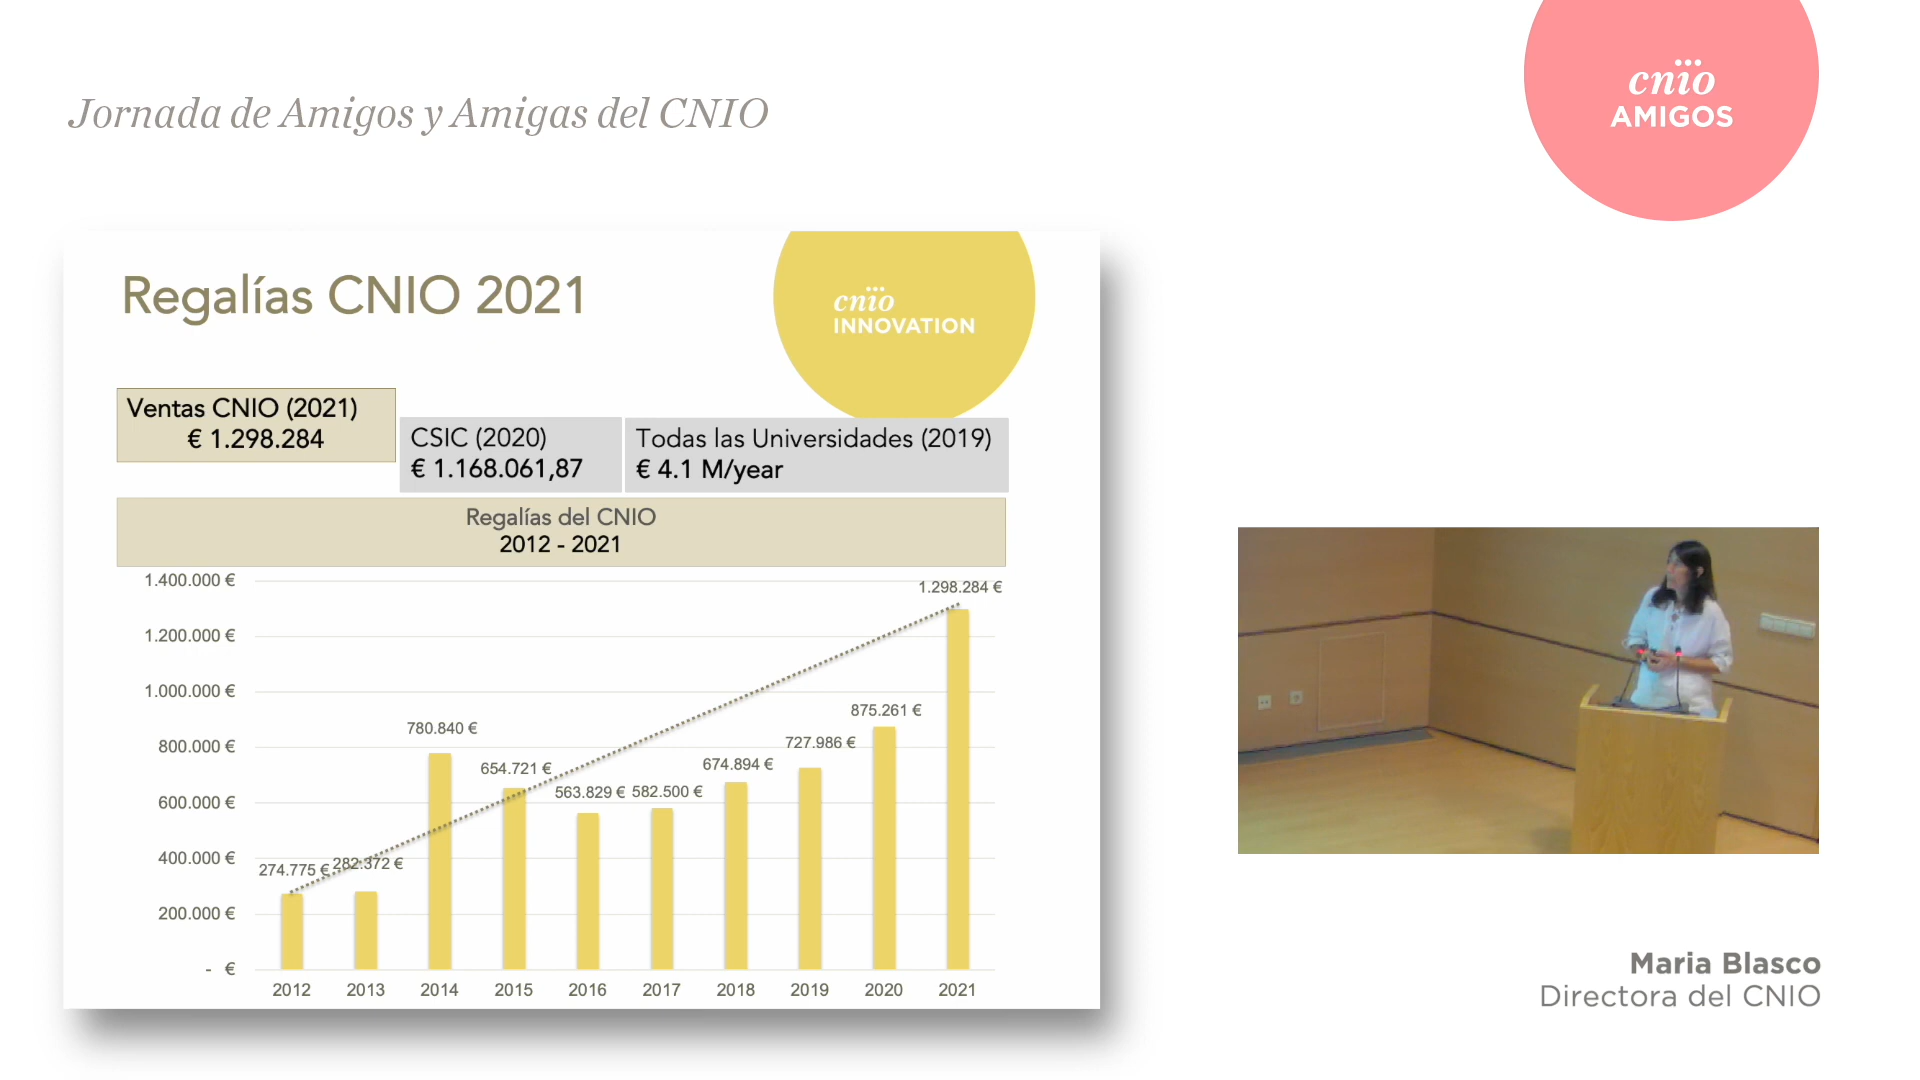 Jornada de Amigos y Amigas del CNIO
cnio
AMIGOS
Regalías CNIO 2021
cnio
INNOVATION
Ventas CNIO (2021)
€ 1.298.284
CSIC (2020)
€ 1.168.061,87
Todas las Universidades (2019)
€ 4.1 M/year
Regalías del CNIO
2012 - 2021
1.400.000 €
1.200.000 €
1.000.000 €
800.000 €
600.000 €
400.000 €
200.000 €
- €
274.775 €
282.372 €
780.840 €
654.721 €
563.829 €
582.500 €
674.894 €
727.986 €
875.261 €
1.298.284 €
2012 2013 2014 2015 2016 2017 2018 2019 2020 2021
Maria Blasco
Directora del CNIO